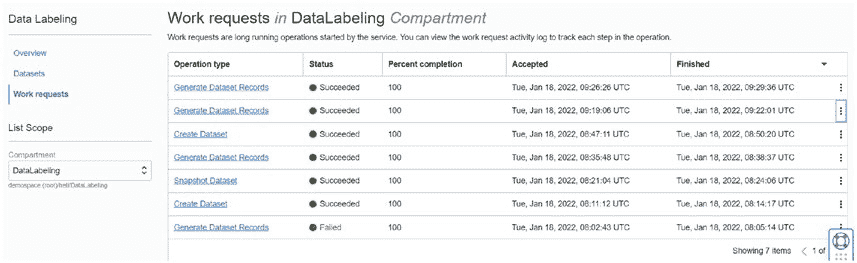 Data Labeling
Overview
Datasets
Work requests
List Scope
Compartment
DataLabeling
demospace (root)/bell/DataLabeling
Work requests in DataLabeling Compartment
Work requests are long running operations started by the service. You can view the work request activity log to track each step in the operation.
Operation type Status Percent completion Accepted Finished
Generate Dataset Records Succeeded 100 Tue, Jan 18, 2022, 09:26:26 UTC Tue, Jan 18, 2022, 09:29:36 UTC
Generate Dataset Records Succeeded 100 Tue, Jan 18, 2022, 09:19:06 UTC Tue, Jan 18, 2022, 09:22:01 UTC
Create Dataset Succeeded 100 Tue, Jan 18, 2022, 08:47:11 UTC Tue, Jan 18, 2022, 08:50:20 UTC
Generate Dataset Records Succeeded 100 Tue, Jan 18, 2022, 08:35:48 UTC Tue, Jan 18, 2022, 08:38:37 UTC
Snapshot Dataset Succeeded 100 Tue, Jan 18, 2022, 08:21:04 UTC Tue, Jan 18, 2022, 08:24:06 UTC
Create Dataset Succeeded 100 Tue, Jan 18, 2022, 08:11:12 UTC Tue, Jan 18, 2022, 08:14:17 UTC
Generate Dataset Records Failed 100 Tue, Jan 18, 2022, 08:02:43 UTC Tue, Jan 18, 2022, 08:05:14 UTC
Showing 7 items 1 of